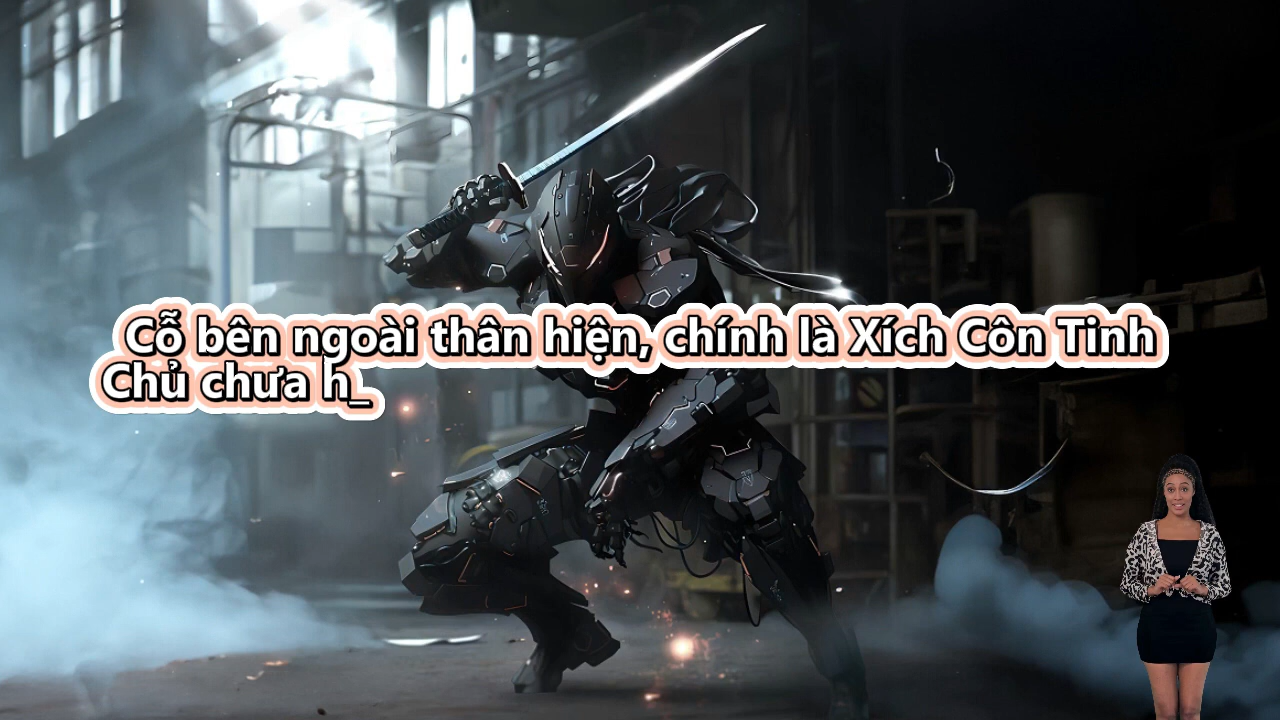 Cỗ bên ngoài thân hiện, chính là Xích Côn Tinh
Chủ chưa h_